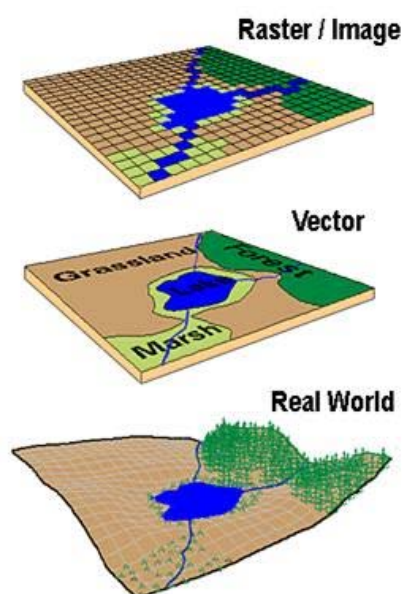 Raster / Image
Vector
Grassland
Forest
Lake
Marsh
Real World